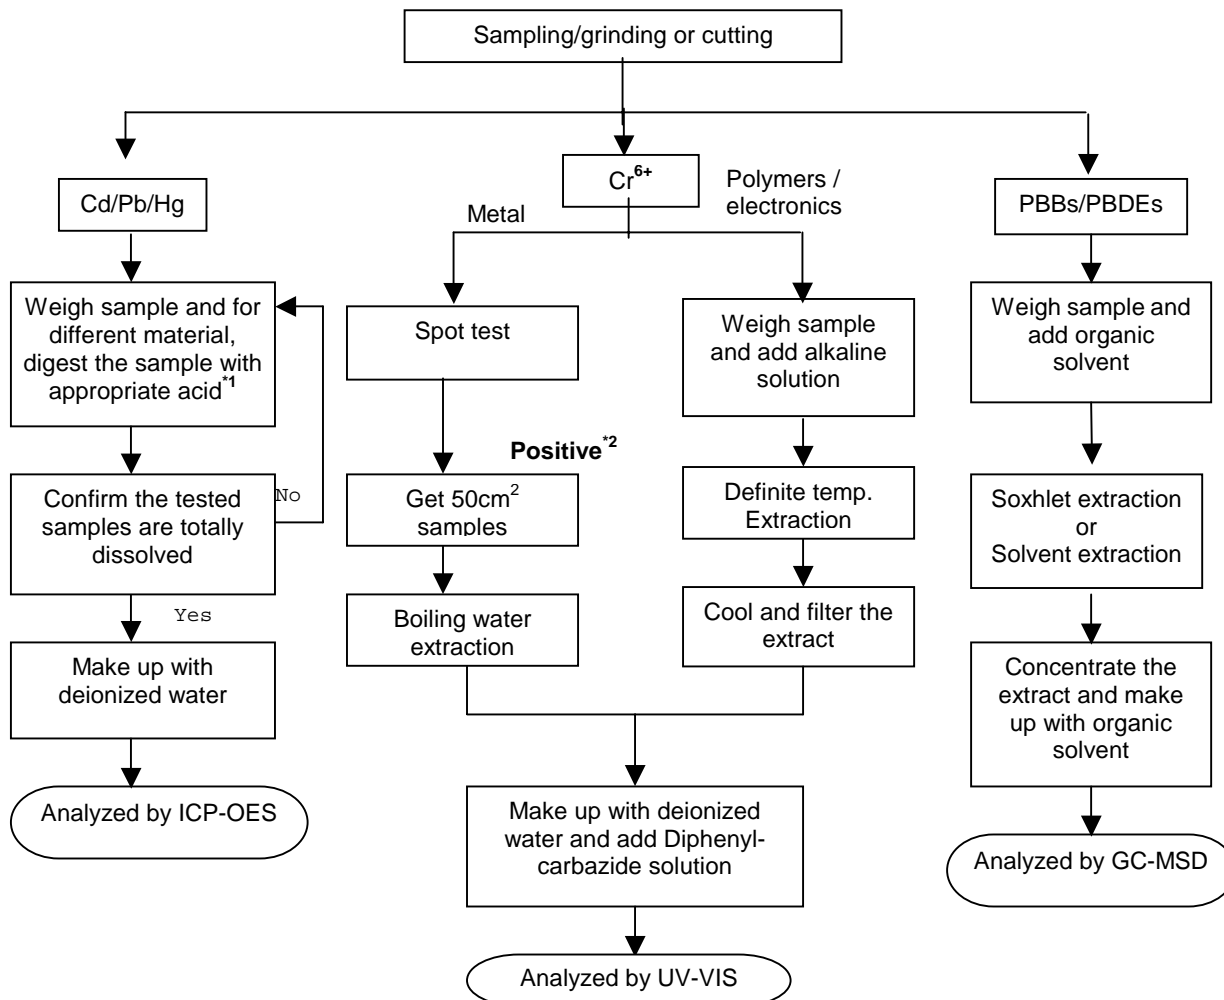 Sampling/grinding or cutting
Cd/Pb/Hg
Weigh sample and for
different material,
digest the sample with
appropriate acid*1
Confirm the tested
samples are totally
dissolved
No
Yes
Make up with
deionized water
Analyzed by ICP-OES
Cr6+
Metal
Polymers /
electronics
Spot test
Positive*2
Get 50cm2
samples
Boiling water
extraction
Weigh sample
and add alkaline
solution
Definite temp.
Extraction
Cool and filter the
extract
Make up with deionized
water and add Diphenyl-
carbazide solution
Analyzed by UV-VIS
PBBs/PBDEs
Weigh sample and
add organic
solvent
Soxhlet extraction
or
Solvent extraction
Concentrate the
extract and make
up with organic
solvent
Analyzed by GC-MSD